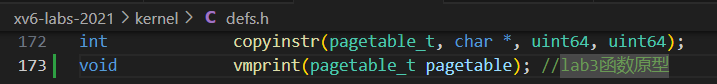 xv6-labs-2021 > kernel > defs.h
172 int copyinstr(pagetable_t, char *, uint64, uint64);
173 void vmprint(pagetable_t pagetable); //lab3函数原型